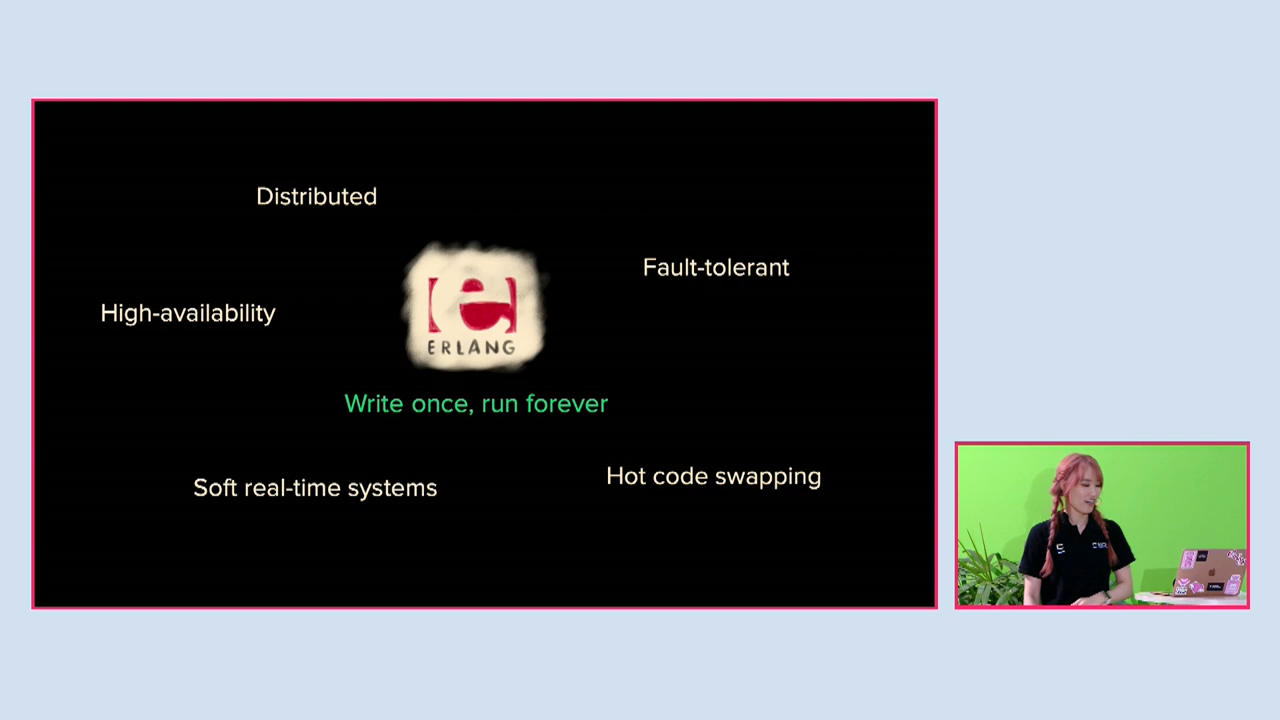 Distributed
Fault-tolerant
High-availability
ERLANG
Write once, run forever
Hot code swapping
Soft real-time systems